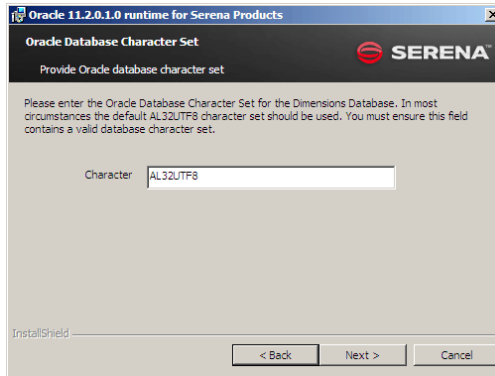 Oracle 11.2.0.1.0 runtime for Serena Products
Oracle Database Character Set
SERENA™
Provide Oracle database character set
Please enter the Oracle Database Character Set for the Dimensions Database. In most
circumstances the default AL32UTF8 character set should be used. You must ensure this field
contains a valid database character set.
Character AL32UTF8
InstallShield
< Back Next > Cancel